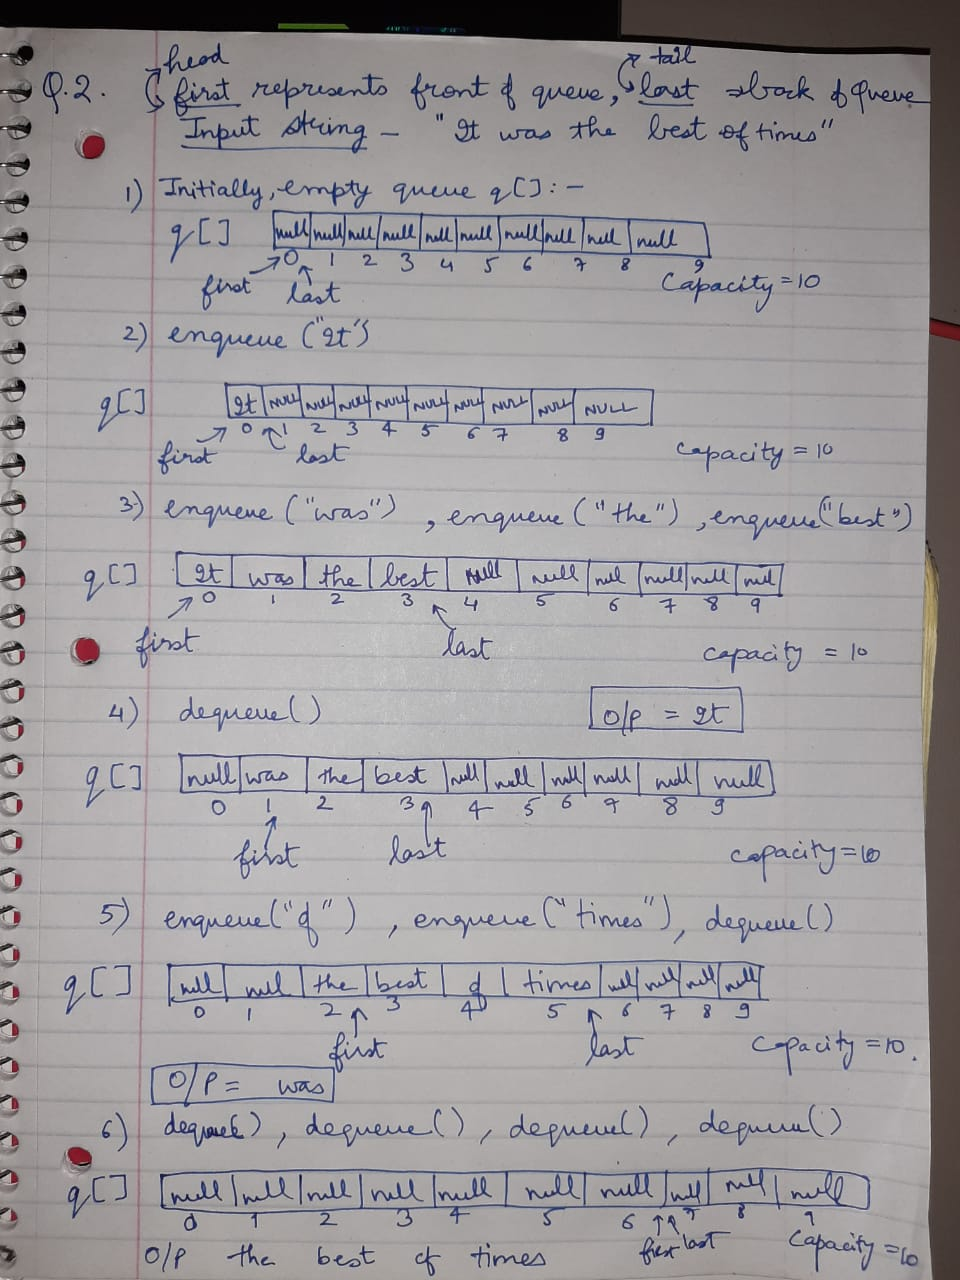 head tail
Q.2. first represents front of queue, last → back of Queue
Input String - "It was the best of times"
1) Initially, empty queue q[] :-
q[] null null null null null null null null null null
0 1 2 3 4 5 6 7 8 9
first last Capacity = 10
2) enqueue ("It")
q[] It NULL NULL NULL NULL NULL NULL NULL NULL NULL
0 1 2 3 4 5 6 7 8 9
first last capacity = 10
3) enqueue ("was") , enqueue ("the") , enqueue("best")
q[] It was the best null null null null null null
0 1 2 3 4 5 6 7 8 9
first last capacity = 10
4) dequeue() O/P = It
q[] null was the best null null null null null null
0 1 2 3 4 5 6 7 8 9
first last capacity = 10
5) enqueue("of") , enqueue ("times"), dequeue()
q[] null null the best of times null null null null
0 1 2 3 4 5 6 7 8 9
first last capacity = 10.
O/P = was
6) dequeue(), dequeue(), dequeue(), dequeue()
q[] null null null null null null null null null null
0 1 2 3 4 5 6 7 8 9
O/P the best of times first last Capacity = 10